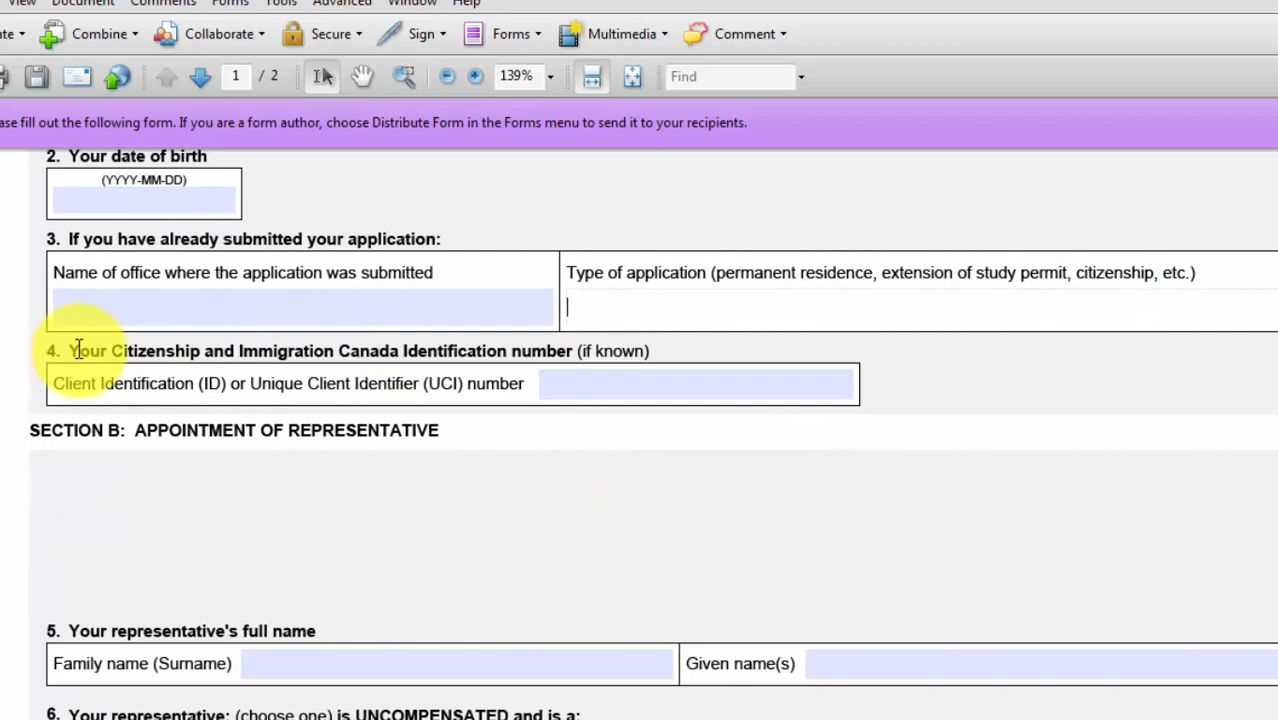 View Document Comments Forms Tools Advanced Window Help
Combine Collaborate Secure Sign Forms Multimedia Comment
1 / 2 139% Find
fill out the following form. If you are a form author, choose Distribute Form in the Forms menu to send it to your recipients.
2. Your date of birth
(YYYY-MM-DD)
3. If you have already submitted your application:
Name of office where the application was submitted
Type of application (permanent residence, extension of study permit, citizenship, etc.)
4. Your Citizenship and Immigration Canada Identification number (if known)
Client Identification (ID) or Unique Client Identifier (UCI) number
SECTION B: APPOINTMENT OF REPRESENTATIVE
5. Your representative's full name
Family name (Surname)
Given name(s)
6. Your representative: (choose one) is UNCOMPENSATED and is a: